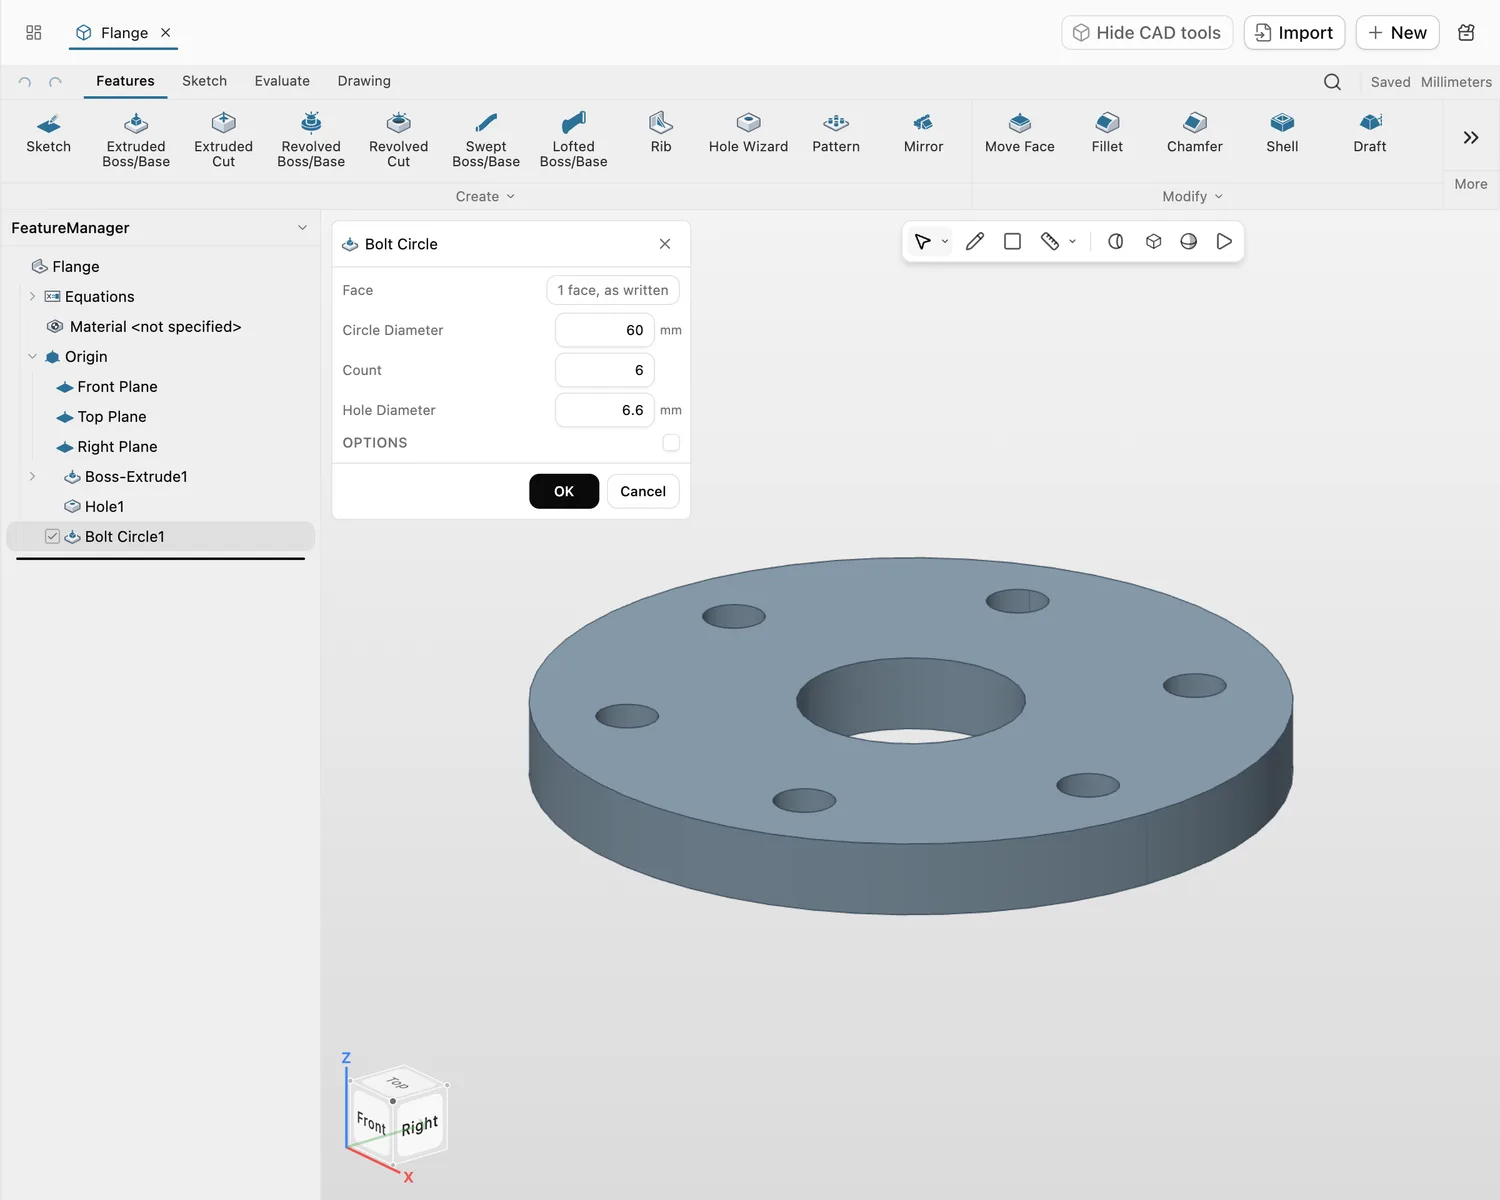 Flange
Hide CAD tools
Import
New
Features
Sketch
Evaluate
Drawing
Saved
Millimeters
Sketch
Extruded
Boss/Base
Extruded
Cut
Revolved
Boss/Base
Revolved
Cut
Swept
Boss/Base
Lofted
Boss/Base
Rib
Hole Wizard
Pattern
Mirror
Move Face
Fillet
Chamfer
Shell
Draft
More
Create
Modify
FeatureManager
Flange
Equations
Material <not specified>
Origin
Front Plane
Top Plane
Right Plane
Boss-Extrude1
Hole1
Bolt Circle1
Bolt Circle
Face
1 face, as written
Circle Diameter
60 mm
Count
6
Hole Diameter
6.6 mm
OPTIONS
OK
Cancel
Z
Top
Front
Right
X